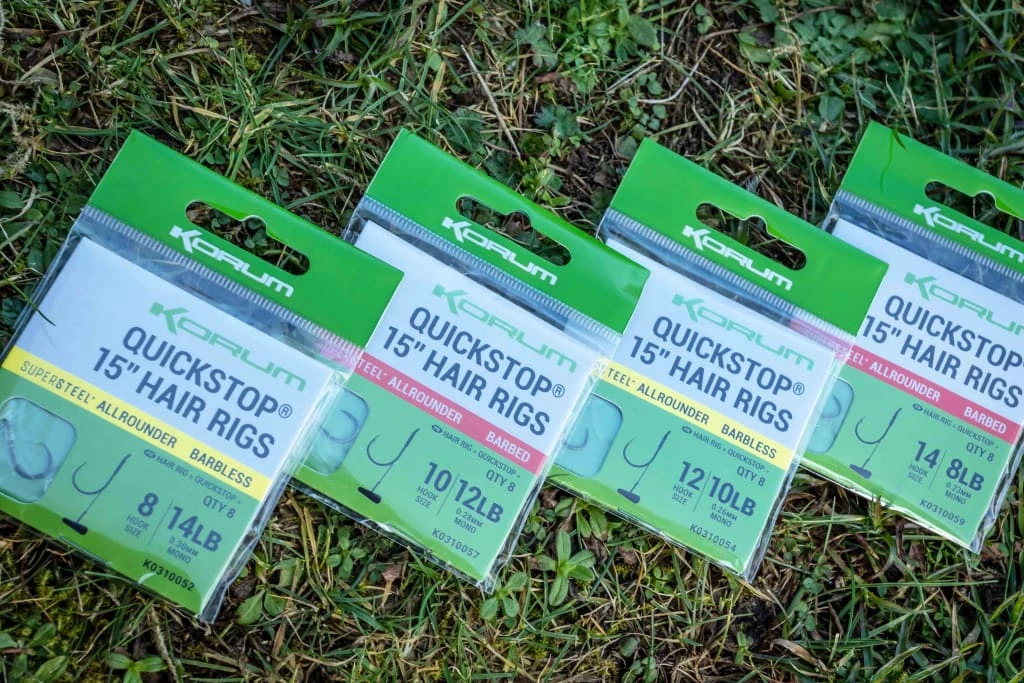 KORUM
KORUM
QUICKSTOP®
15" HAIR RIGS
SUPERSTEEL ALLROUNDER BARBLESS
HAIR RIG + QUICKSTOP
QTY 8
8 14LB
HOOK SIZE 0.30MM MONO
K0310052
KORUM
KORUM
QUICKSTOP®
15" HAIR RIGS
STEEL ALLROUNDER BARBED
HAIR RIG + QUICKSTOP
QTY 8
10 12LB
HOOK SIZE 0.28MM MONO
K0310057
KORUM
KORUM
QUICKSTOP®
15" HAIR RIGS
STEEL ALLROUNDER BARBLESS
HAIR RIG + QUICKSTOP
QTY 8
12 10LB
HOOK SIZE 0.26MM MONO
K0310054
KORUM
KORUM
QUICKSTOP
15" HAIR RIGS
STEEL ALLROUNDER BARBED
HAIR RIG + QUICKSTOP
QTY 8
14 8LB
HOOK SIZE 0.23MM MONO
K0310059